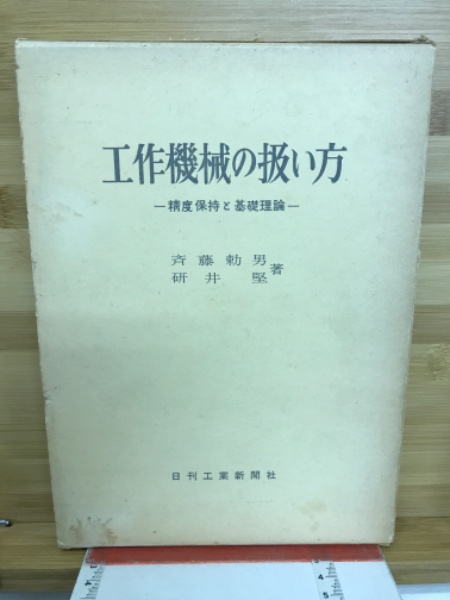 工作機械の扱い方
―精度保持と基礎理論―
斉藤勅男
研井堅
著
日刊工業新聞社